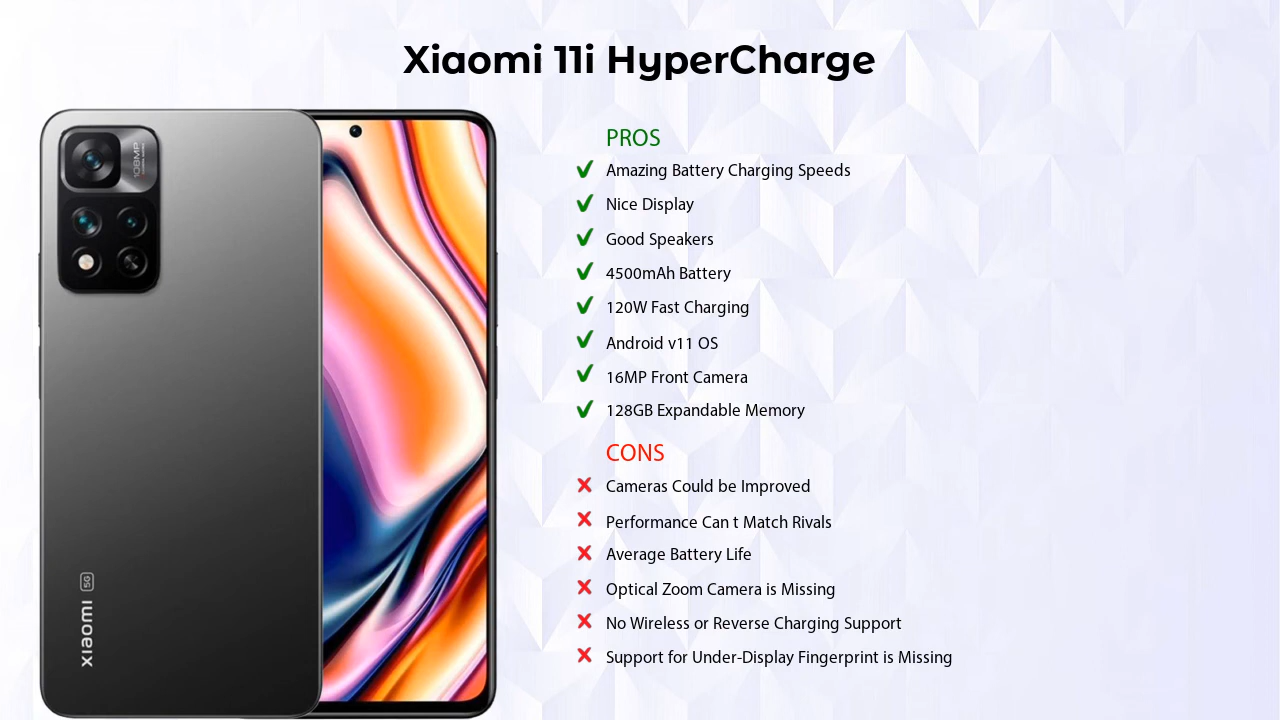 Xiaomi 11i HyperCharge
108MP
xiaomi 5G
PROS
Amazing Battery Charging Speeds
Nice Display
Good Speakers
4500mAh Battery
120W Fast Charging
Android v11 OS
16MP Front Camera
128GB Expandable Memory
CONS
Cameras Could be Improved
Performance Can t Match Rivals
Average Battery Life
Optical Zoom Camera is Missing
No Wireless or Reverse Charging Support
Support for Under-Display Fingerprint is Missing